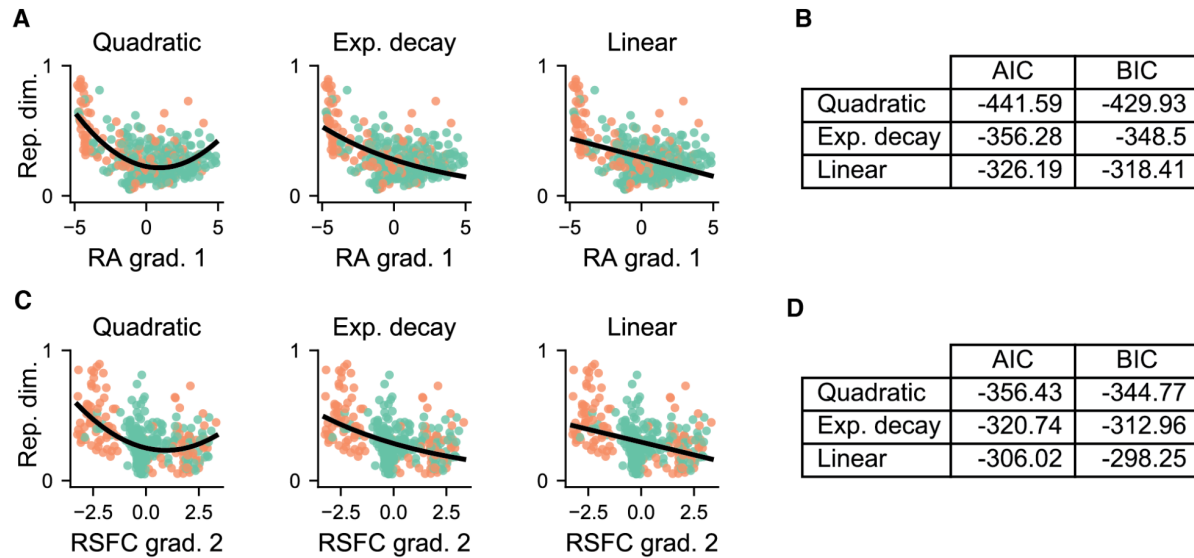 A
Quadratic
Exp. decay
Linear
Rep. dim.
1
0
1
0
1
0
−5
0
5
−5
0
5
−5
0
5
RA grad. 1
RA grad. 1
RA grad. 1
B
AIC BIC
Quadratic -441.59 -429.93
Exp. decay -356.28 -348.5
Linear -326.19 -318.41
C
Quadratic
Exp. decay
Linear
Rep. dim.
1
0
1
0
1
0
−2.5 0.0 2.5
−2.5 0.0 2.5
−2.5 0.0 2.5
RSFC grad. 2
RSFC grad. 2
RSFC grad. 2
D
AIC BIC
Quadratic -356.43 -344.77
Exp. decay -320.74 -312.96
Linear -306.02 -298.25